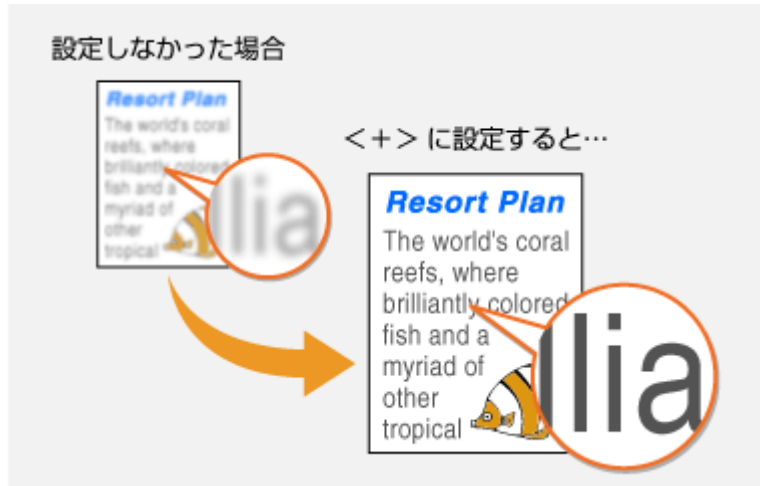 設定しなかった場合
Resort Plan
The world's coral
reefs, where
brilliantly colored
fish and a
myriad of
other
tropical
llia
<+> に設定すると…
Resort Plan
The world's coral
reefs, where
brilliantly colored
fish and a
myriad of
other
tropical
llia